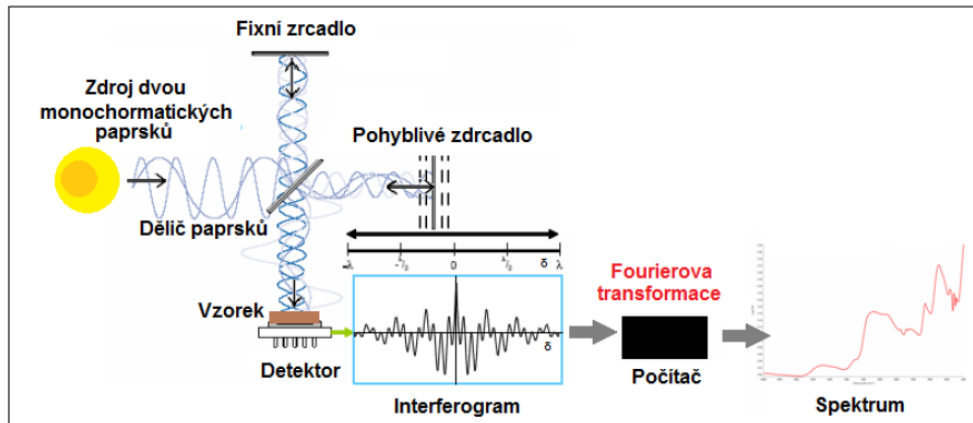 Fixní zrcadlo
Zdroj dvou
monochormatických
paprsků
Pohyblivé zdrcadlo
Dělič paprsků
-λ
0
δ
λ
Fourierova
transformace
Vzorek
δ
Detektor
Počítač
Interferogram
Spektrum